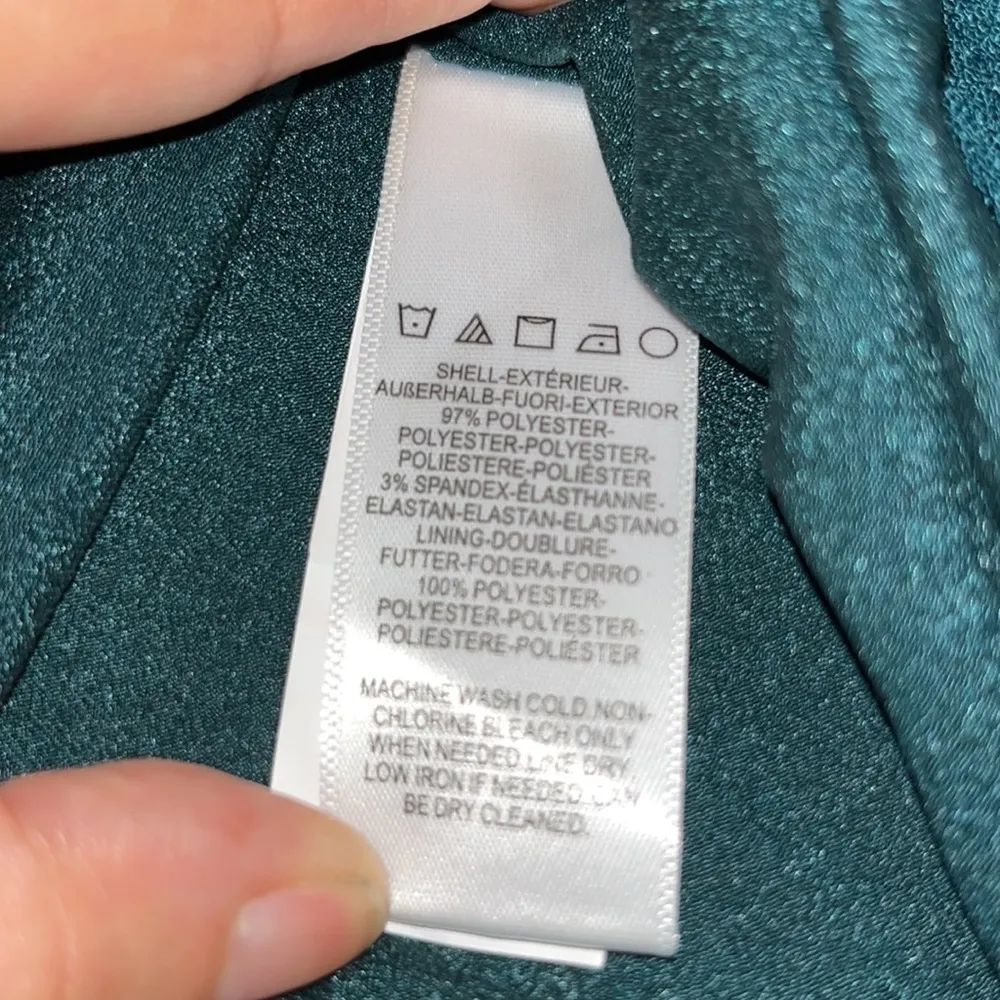 SHELL-EXTÉRIEUR-
AUßERHALB-FUORI-EXTERIOR
97% POLYESTER-
POLYESTER-POLYESTER-
POLIESTERE-POLIÉSTER
3% SPANDEX-ÉLASTHANNE-
ELASTAN-ELASTAN-ELASTANO
LINING-DOUBLURE-
FUTTER-FODERA-FORRO
100% POLYESTER-
POLYESTER-POLYESTER-
POLIESTERE-POLIÉSTER
MACHINE WASH COLD.NON-
CHLORINE BLEACH ONLY
WHEN NEEDED.LINE DRY.
LOW IRON IF NEEDED.CAN
BE DRY CLEANED.